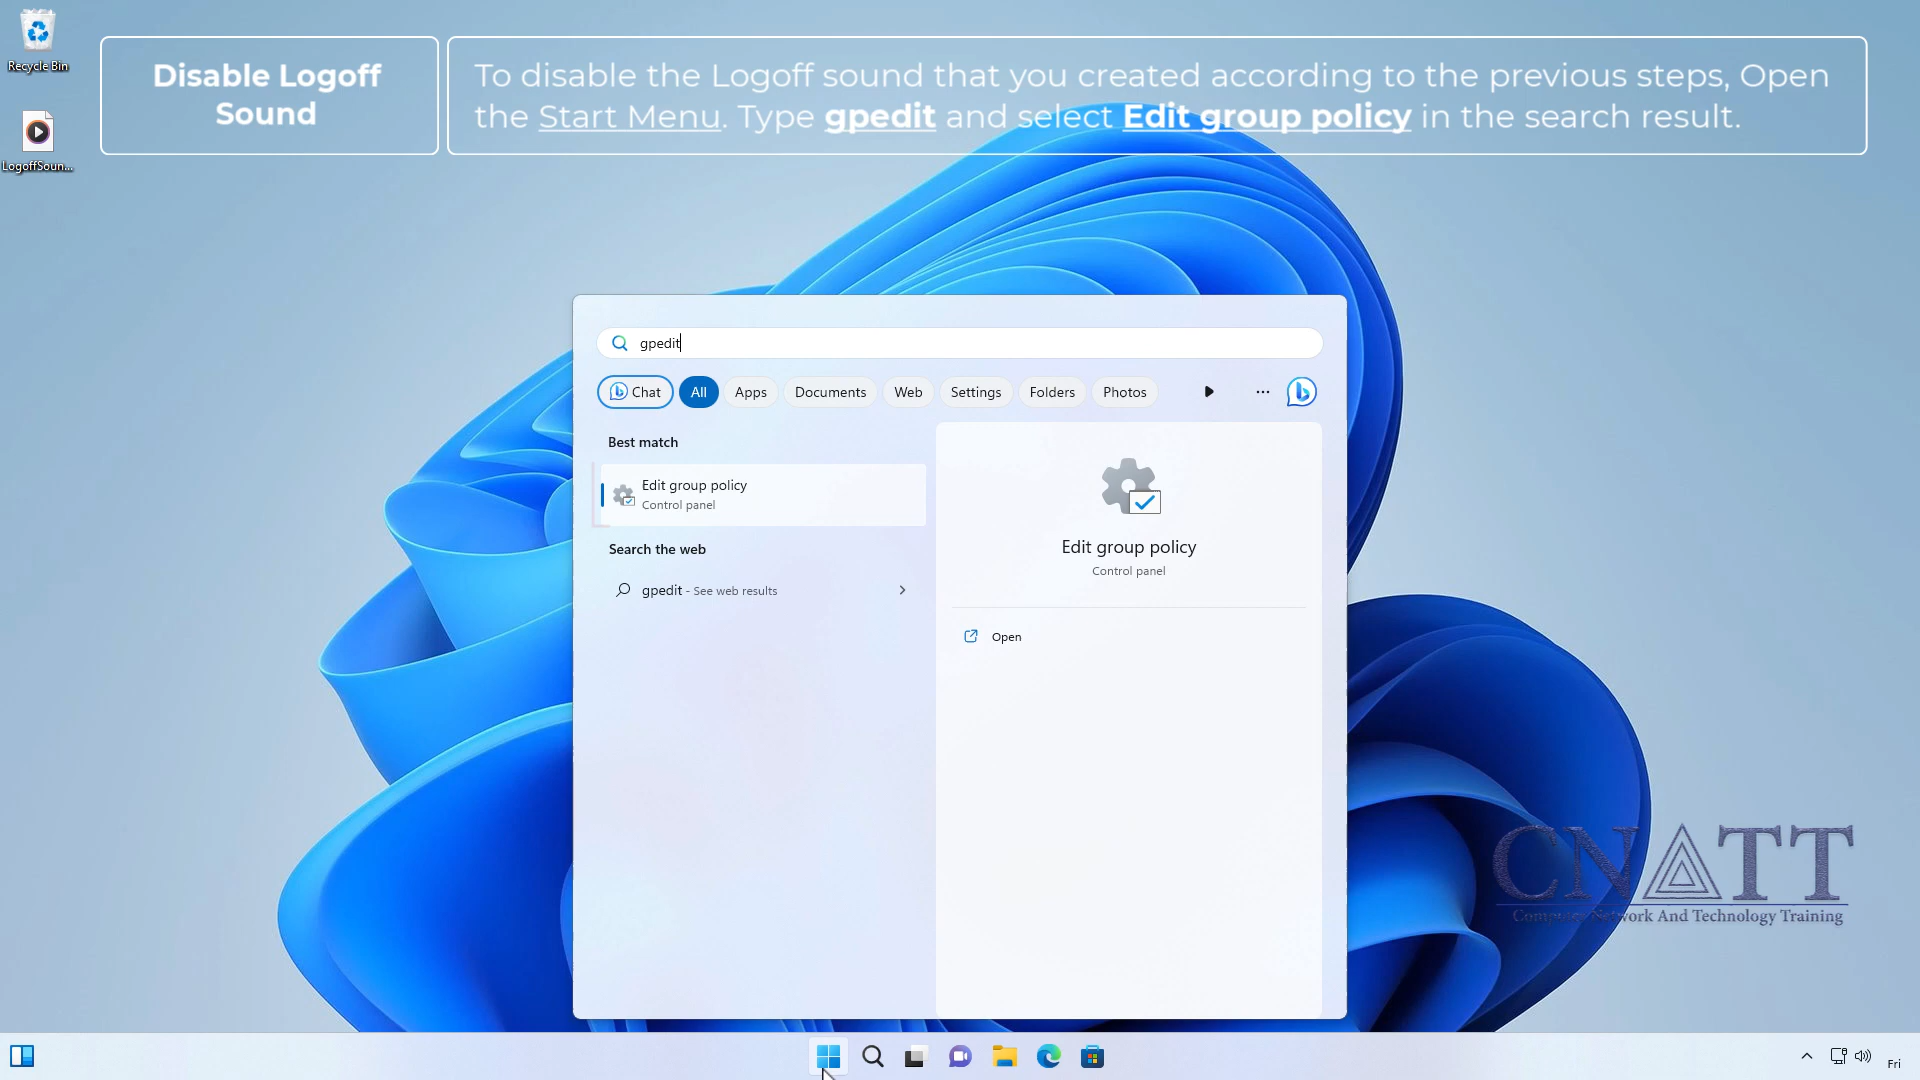 Recycle Bin
LogoffSoun...
Disable Logoff
Sound
To disable the Logoff sound that you created according to the previous steps, Open
the Start Menu. Type gpedit and select Edit group policy in the search result.
gpedit
Chat All Apps Documents Web Settings Folders Photos
Best match
Edit group policy
Control panel
Search the web
gpedit - See web results
Edit group policy
Control panel
Open
CNATT
Computer Network And Technology Training
Fri